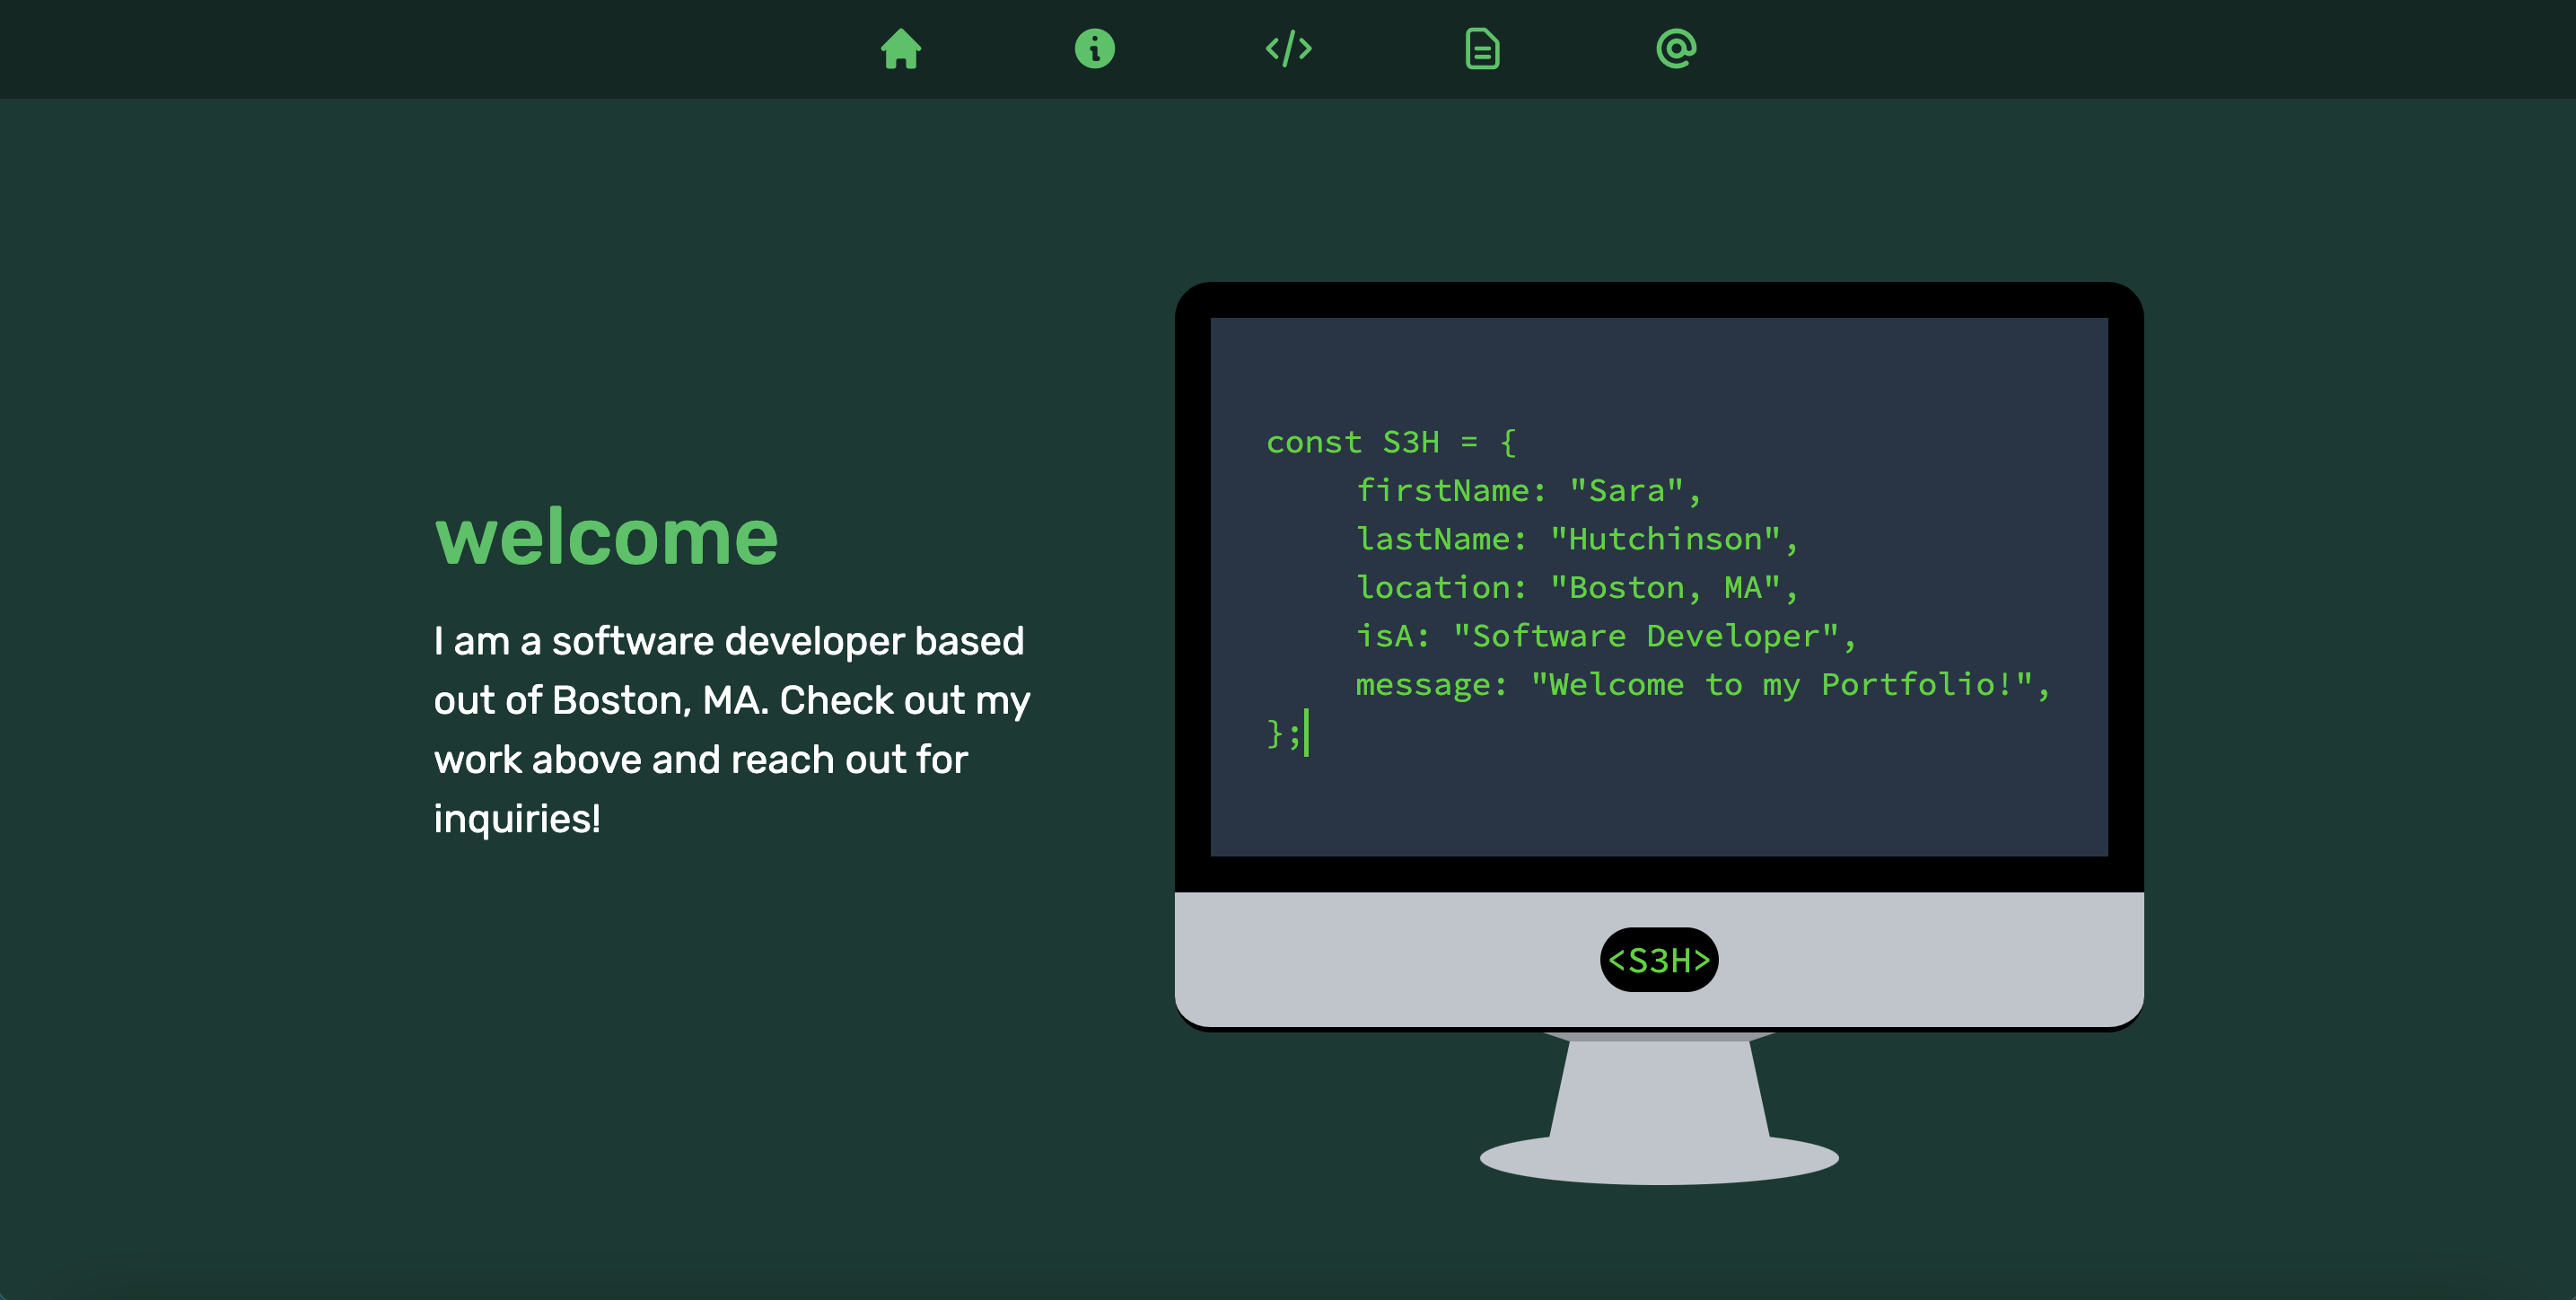 welcome
I am a software developer based
out of Boston, MA. Check out my
work above and reach out for
inquiries!
const S3H = {
firstName: "Sara",
lastName: "Hutchinson",
location: "Boston, MA",
isA: "Software Developer",
message: "Welcome to my Portfolio!",
};
<S3H>